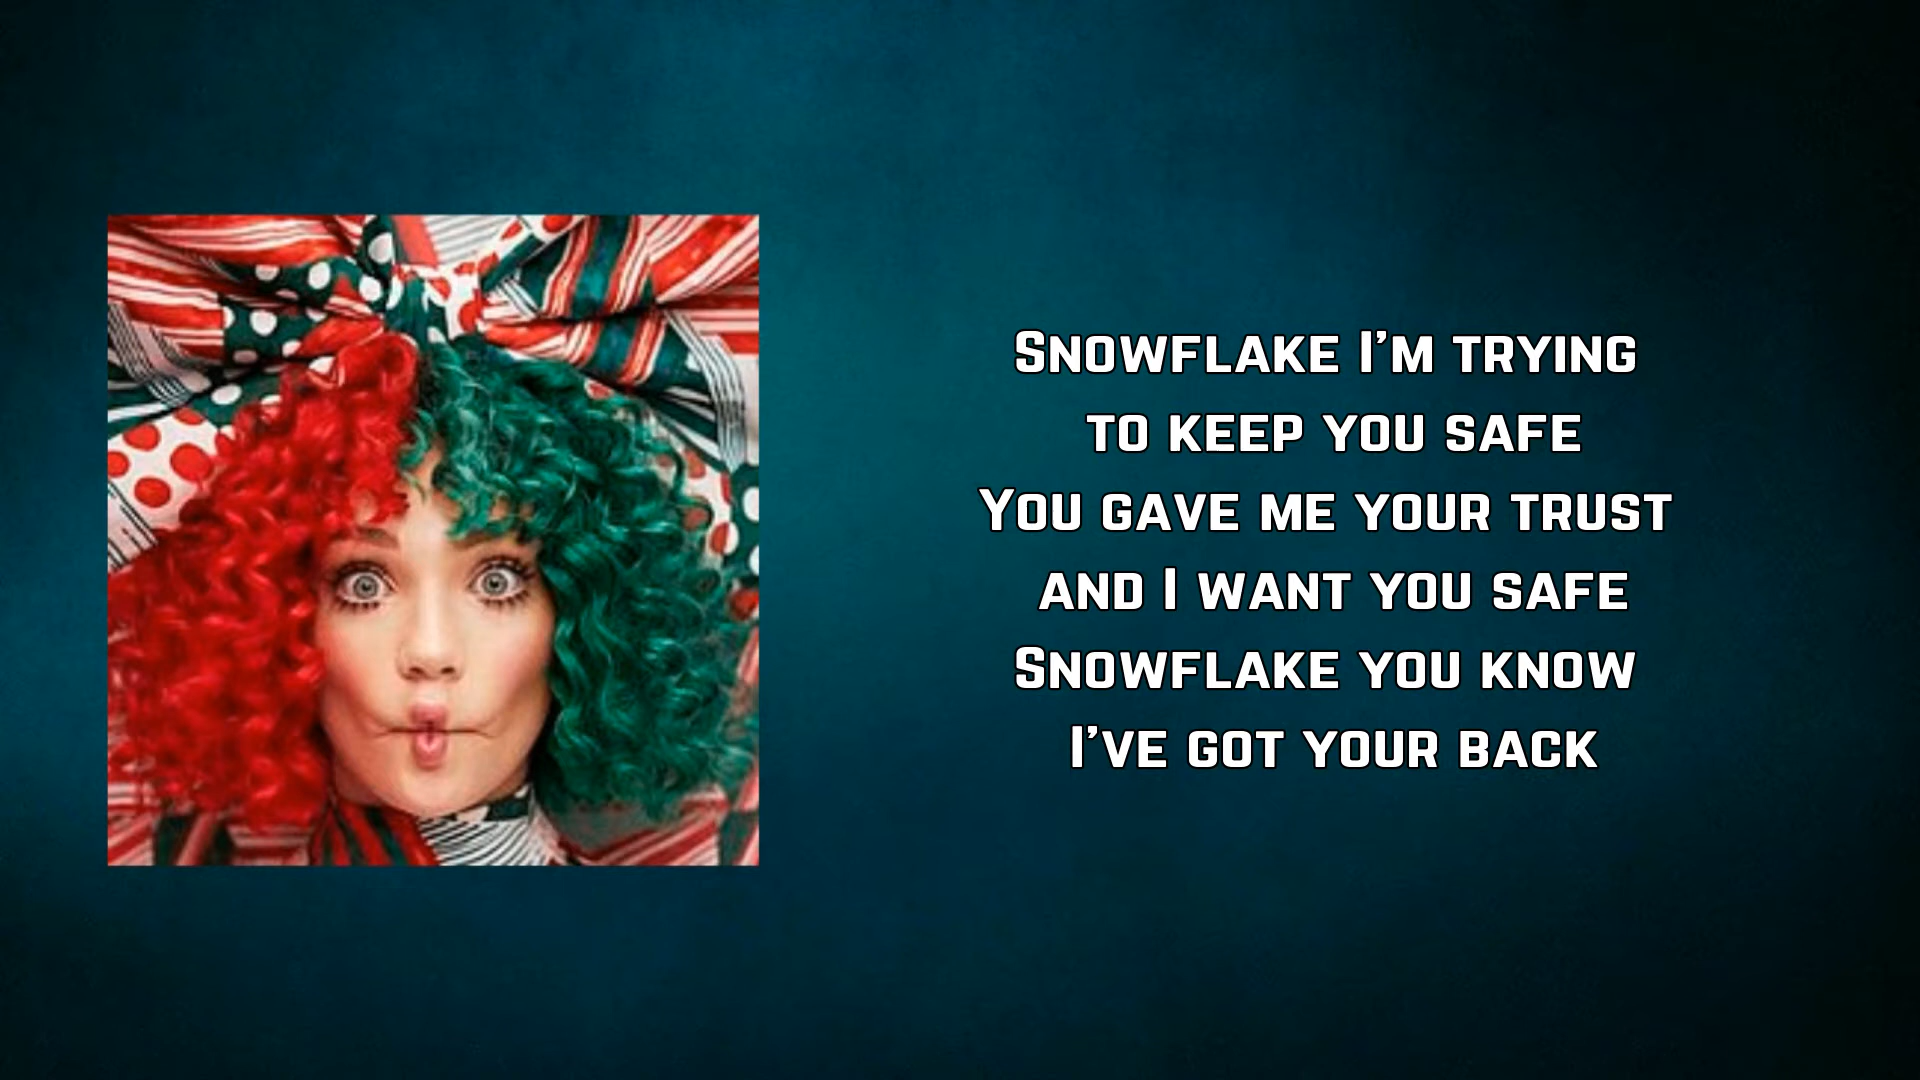 Snowflake I'm trying
to keep you safe
You gave me your trust
and I want you safe
Snowflake you know
I've got your back